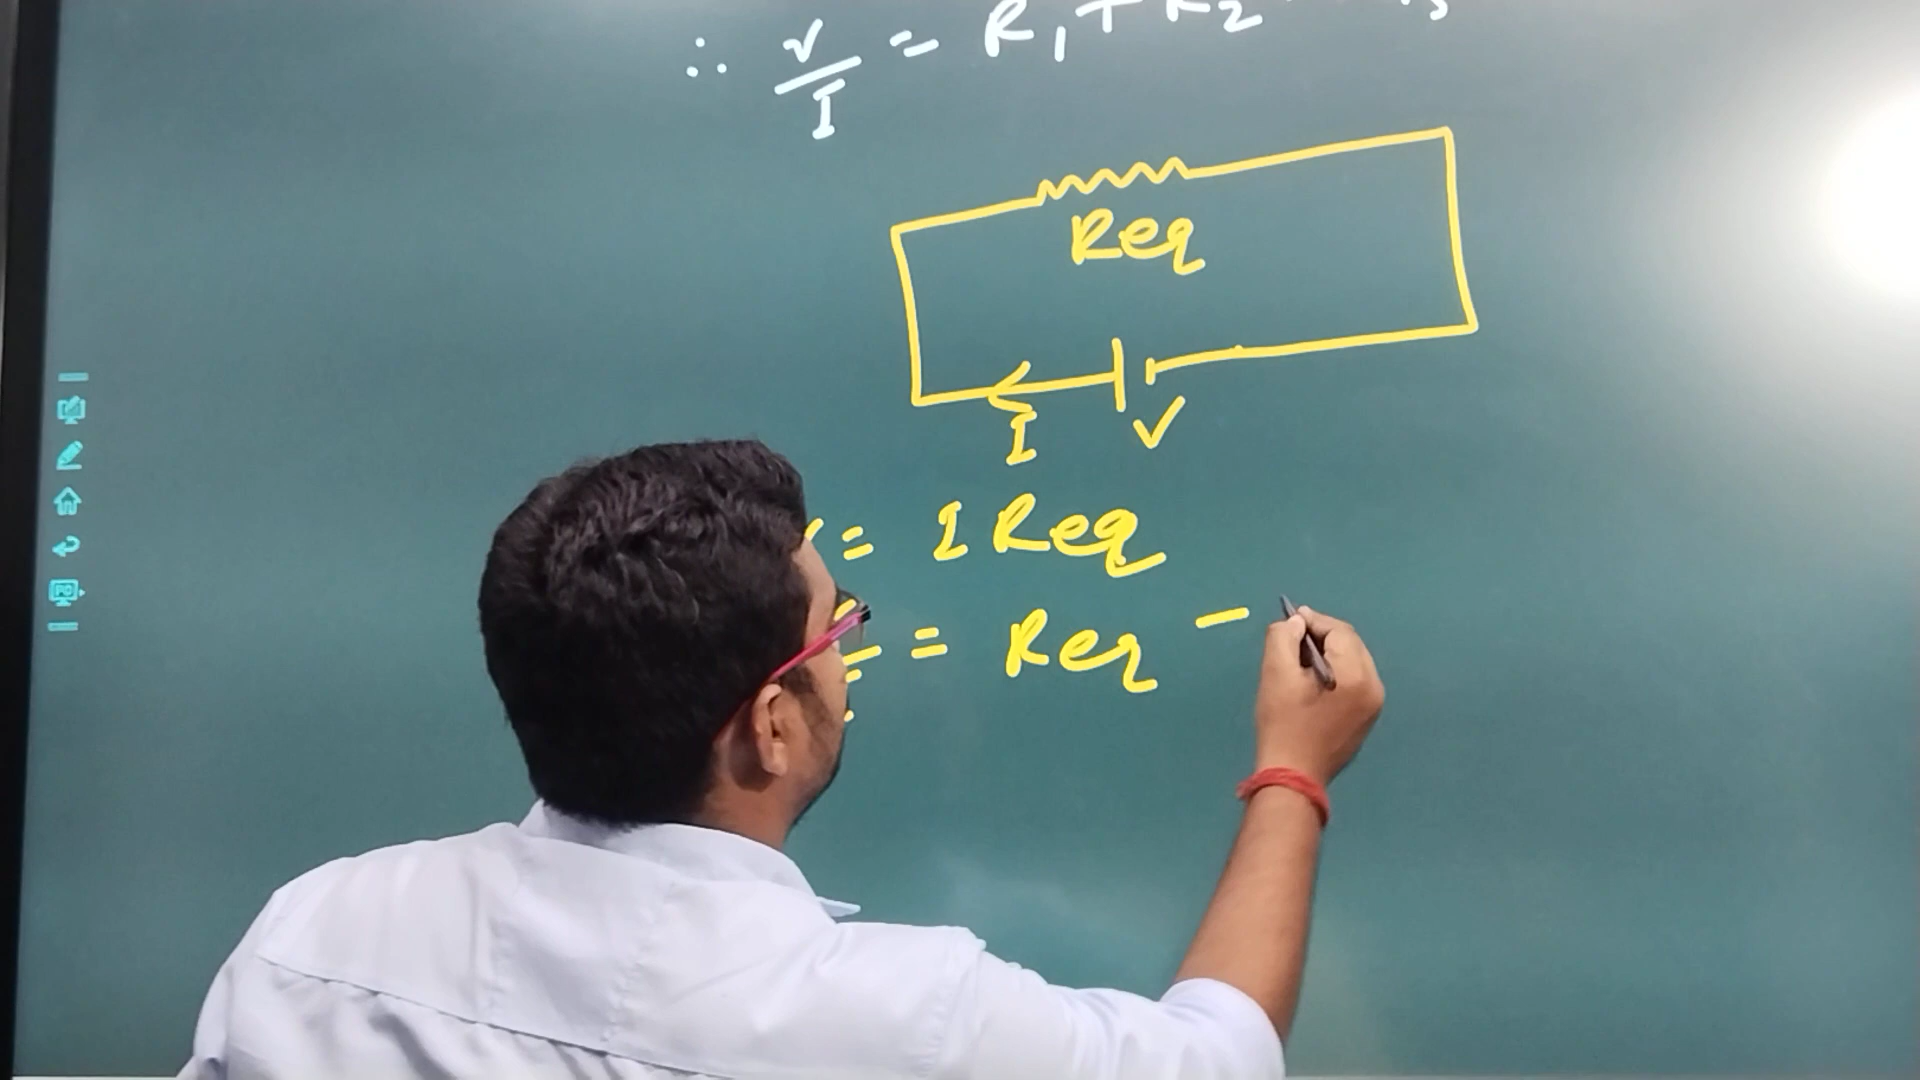 ∴ V/I = R1 + R2
Req
I V
= I Req
= Req -